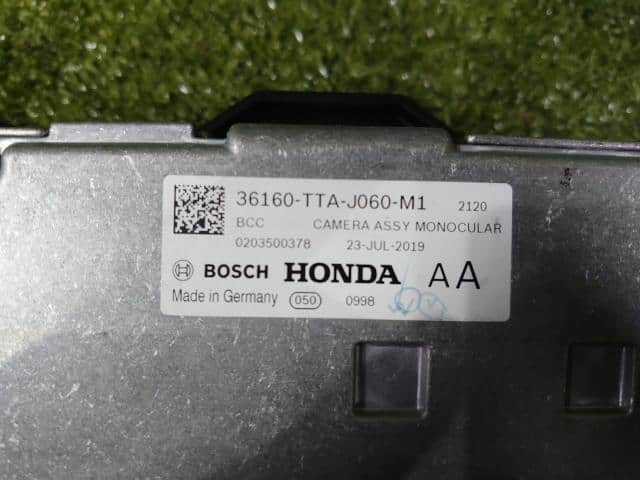 36160-TTA-J060-M1 2120
BCC CAMERA ASSY MONOCULAR
0203500378 23-JUL-2019
BOSCH HONDA AA
Made in Germany 050 0998